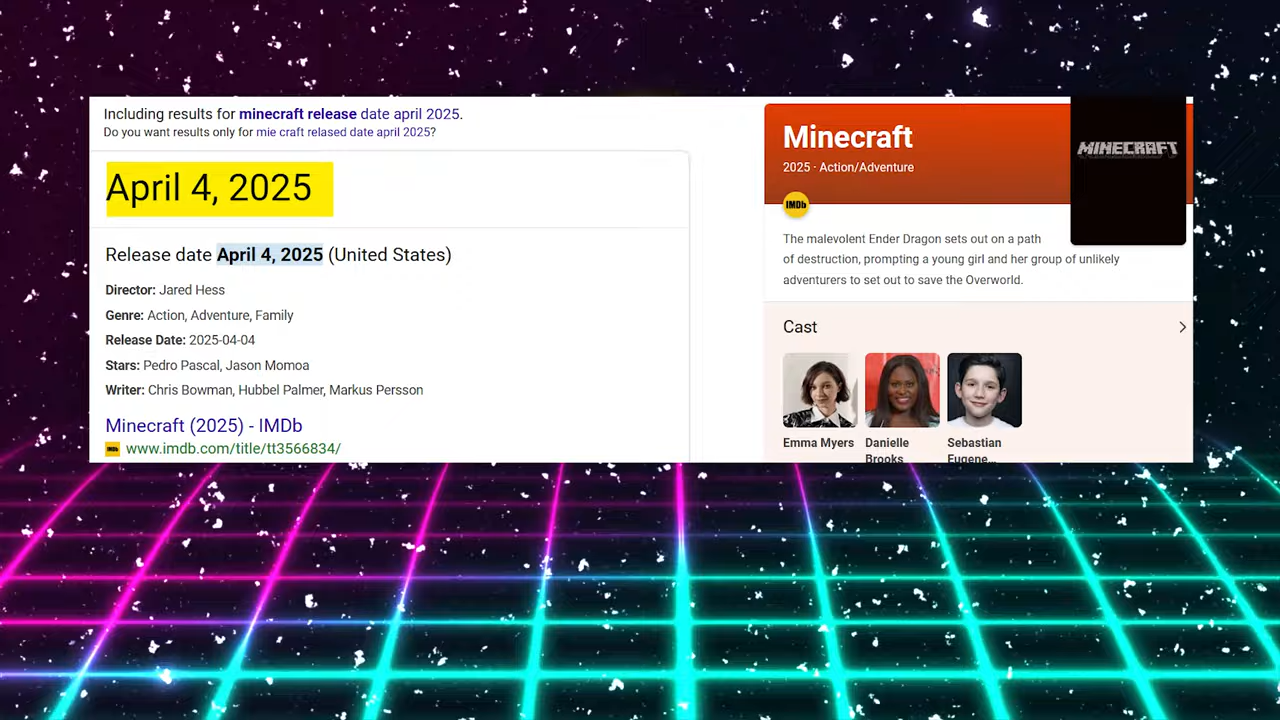 Including results for minecraft release date april 2025.
Do you want results only for mie craft relased date april 2025?
April 4, 2025
Release date April 4, 2025 (United States)
Director: Jared Hess
Genre: Action, Adventure, Family
Release Date: 2025-04-04
Stars: Pedro Pascal, Jason Momoa
Writer: Chris Bowman, Hubbel Palmer, Markus Persson
Minecraft (2025) - IMDb
IMDb
www.imdb.com/title/tt3566834/
Minecraft
2025 · Action/Adventure
MINECRAFT
IMDb
The malevolent Ender Dragon sets out on a path
of destruction, prompting a young girl and her group of unlikely
adventurers to set out to save the Overworld.
Cast
Emma Myers
Danielle
Brooks
Sebastian
Eugene...